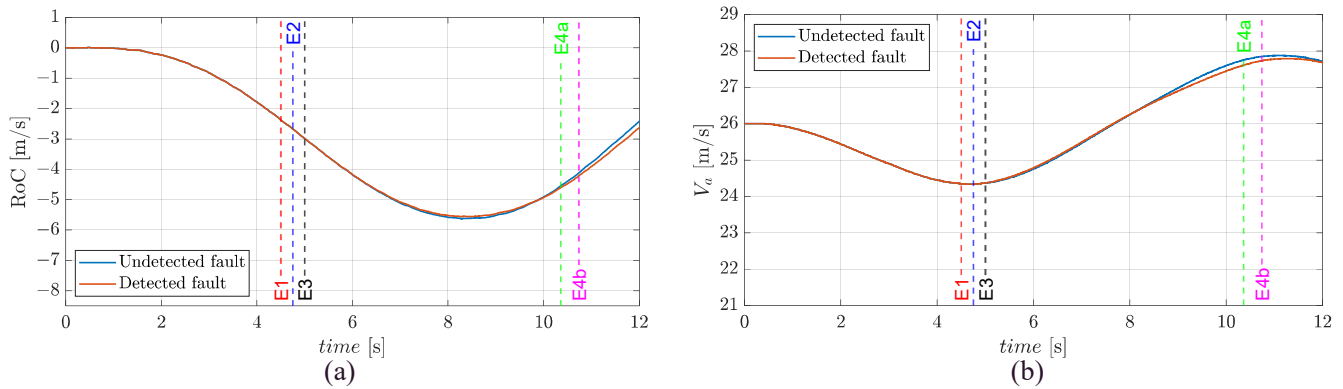 1
0
−1
−2
−3
−4
−5
−6
−7
−8
RoC [m/s]
0 2 4 6 8 10 12
time [s]
E1
E2
E3
E4a
E4b
Undetected fault
Detected fault
(a)
29
28
27
26
25
24
23
22
21
Va [m/s]
0 2 4 6 8 10 12
time [s]
Undetected fault
Detected fault
E1
E2
E3
E4a
E4b
(b)